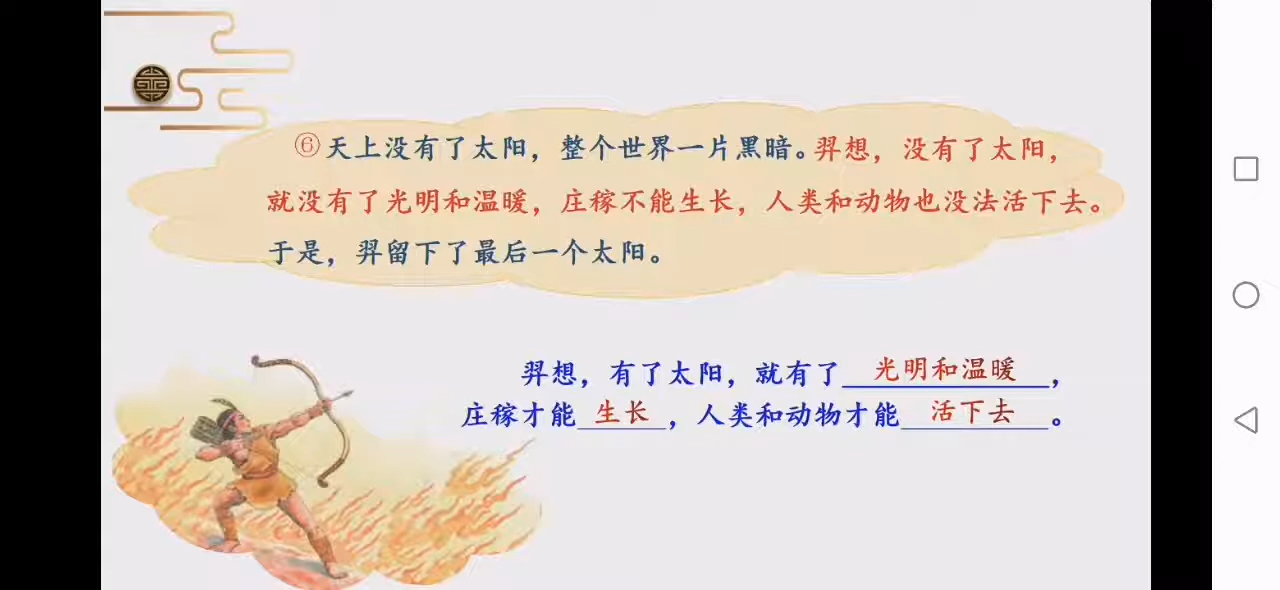 ⑥天上没有了太阳，整个世界一片黑暗。羿想，没有了太阳，
就没有了光明和温暖，庄稼不能生长，人类和动物也没法活下去。
于是，羿留下了最后一个太阳。
羿想，有了太阳，就有了光明和温暖，
庄稼才能生长，人类和动物才能活下去。